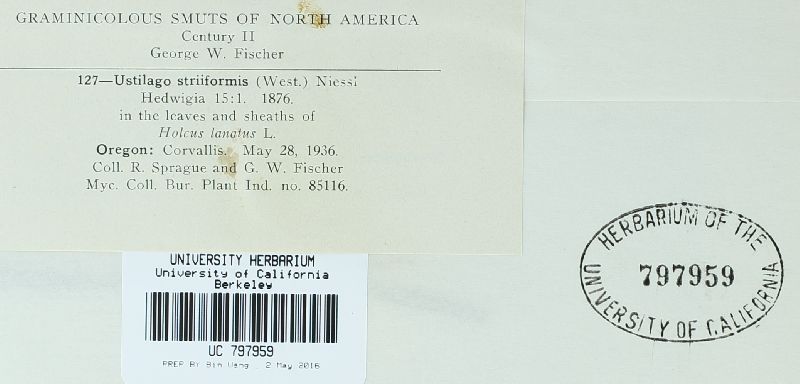 GRAMINICOLOUS SMUTS OF NORTH AMERICA
Century II
George W. Fischer
127—Ustilago striiformis (West.) Niessl
Hedwigia 15:1. 1876.
in the leaves and sheaths of
Holcus lanatus L.
Oregon: Corvallis. May 28, 1936.
Coll. R. Sprague and G. W. Fischer
Myc. Coll. Bur. Plant Ind. no. 85116.
UNIVERSITY HERBARIUM
University of California
Berkeley
UC 797959
PREP BY Bin Wang 2 May 2016
HERBARIUM OF THE
797959
UNIVERSITY OF CALIFORNIA